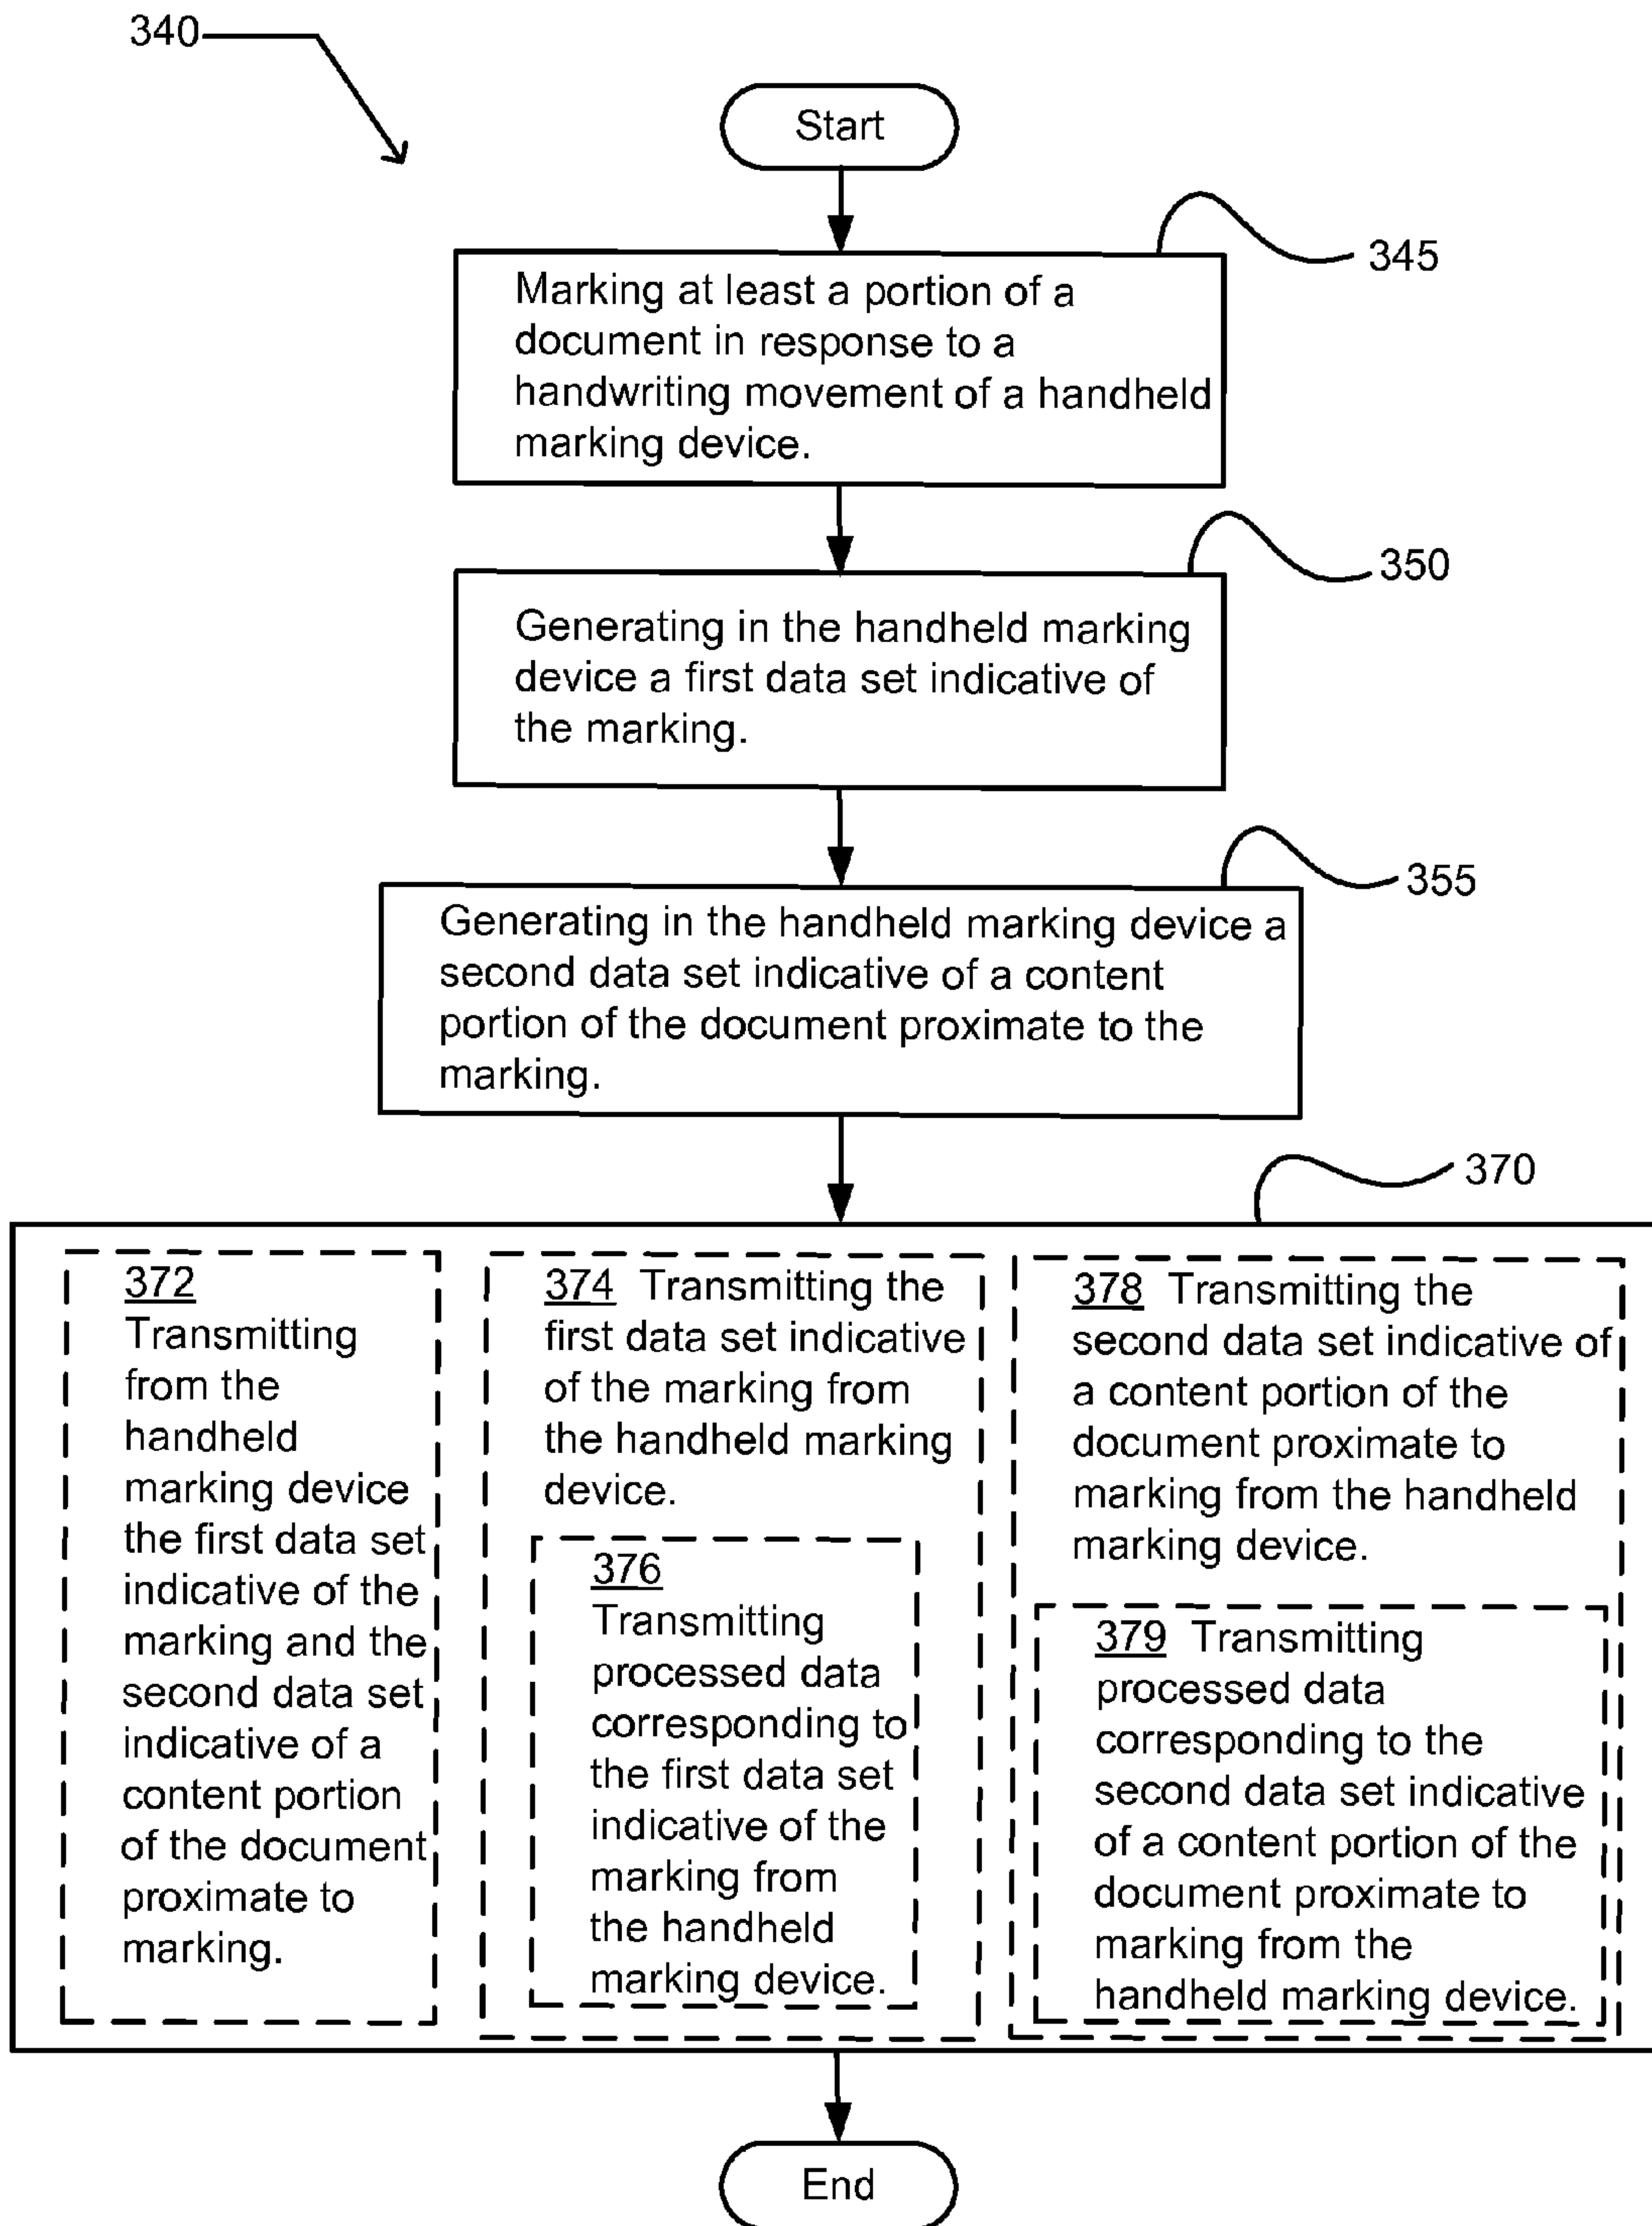 340
Start
345
Marking at least a portion of a
document in response to a
handwriting movement of a handheld
marking device.
350
Generating in the handheld marking
device a first data set indicative of
the marking.
355
Generating in the handheld marking device a
second data set indicative of a content
portion of the document proximate to the
marking.
370
372
Transmitting
from the
handheld
marking device
the first data set
indicative of the
marking and the
second data set
indicative of a
content portion
of the document
proximate to
marking.
374 Transmitting the
first data set indicative
of the marking from
the handheld marking
device.
376
Transmitting
processed data
corresponding to
the first data set
indicative of the
marking from
the handheld
marking device.
378 Transmitting the
second data set indicative of
a content portion of the
document proximate to
marking from the handheld
marking device.
379 Transmitting
processed data
corresponding to the
second data set indicative
of a content portion of the
document proximate to
marking from the
handheld marking device.
End